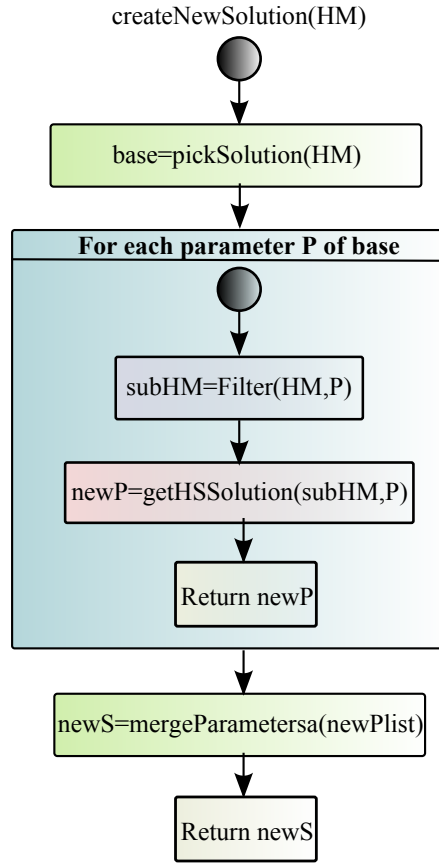 createNewSolution(HM)
base=pickSolution(HM)
For each parameter P of base
subHM=Filter(HM,P)
newP=getHSSolution(subHM,P)
Return newP
newS=mergeParametersa(newPlist)
Return newS